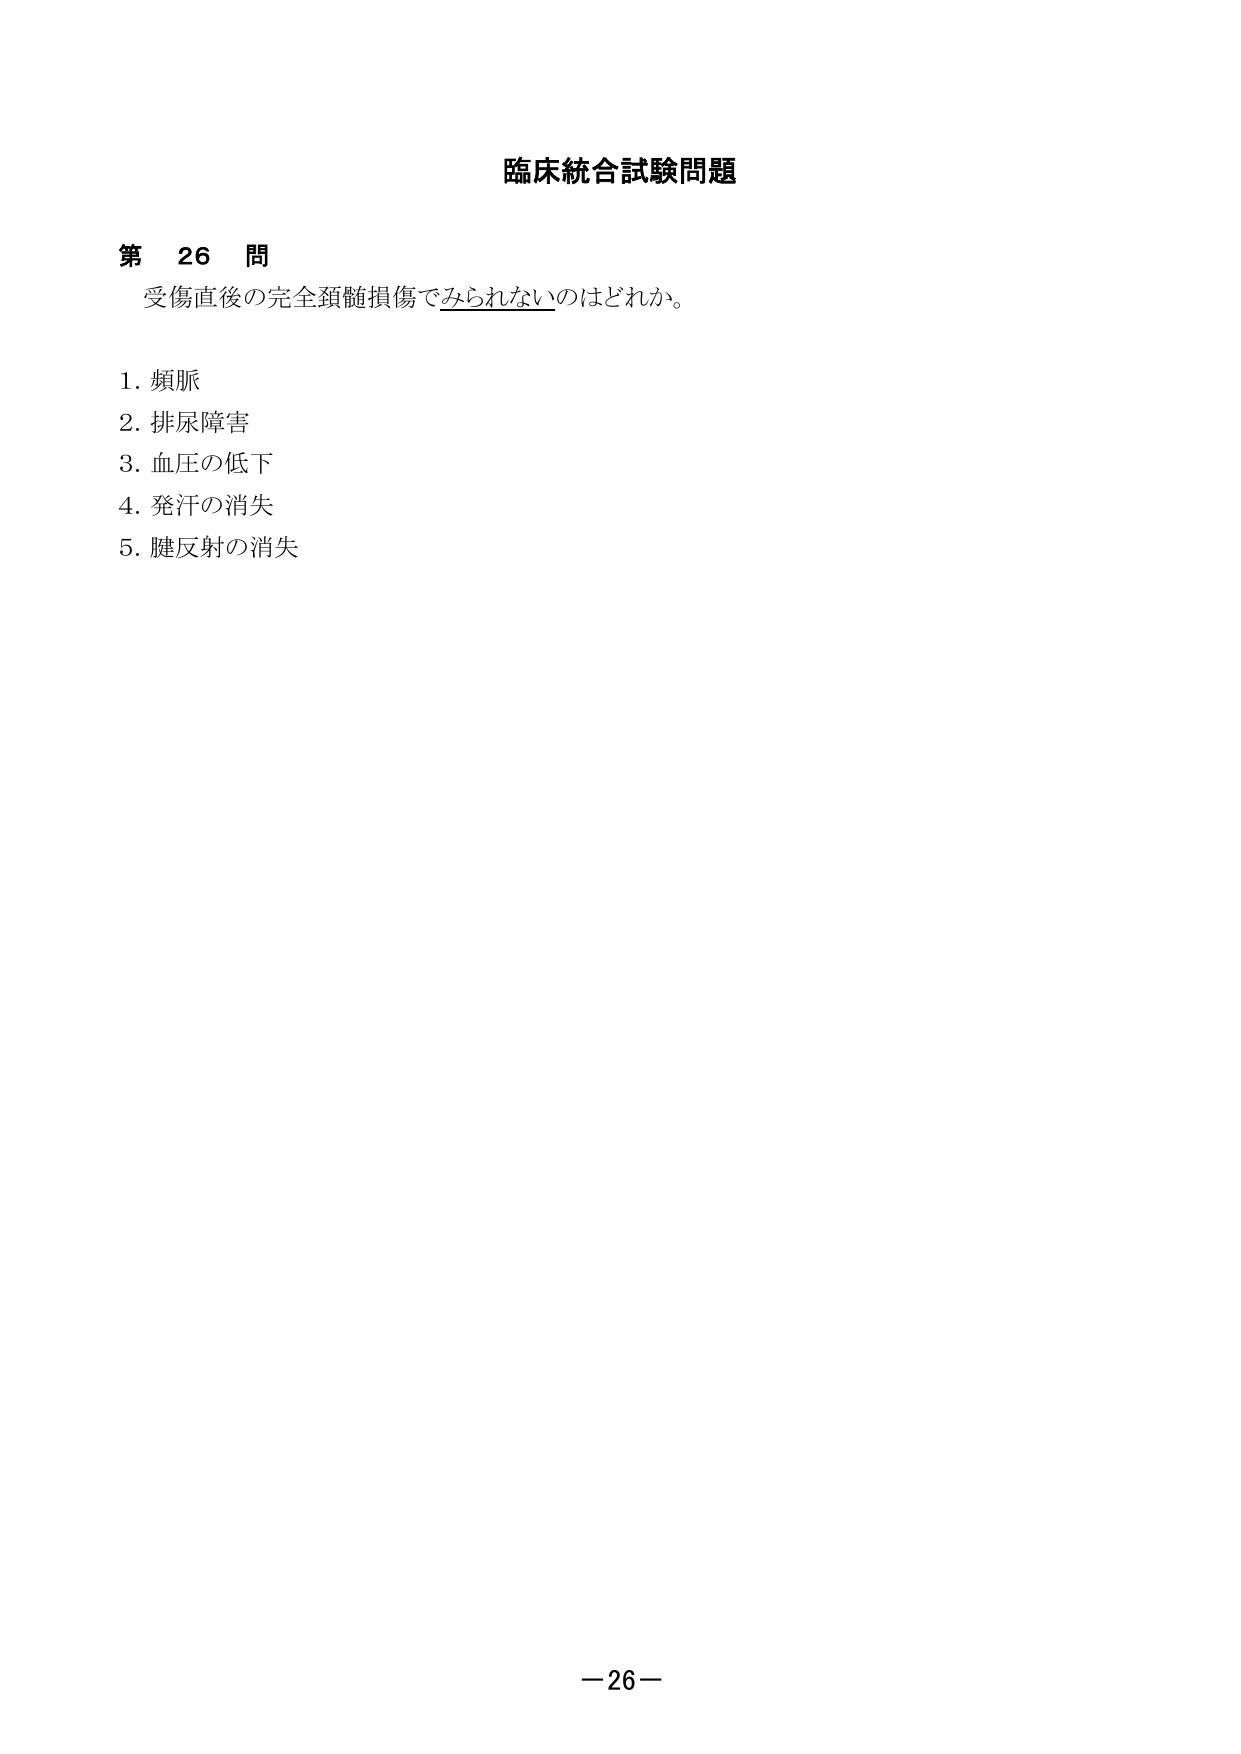 臨床統合試験問題
第　26　問
受傷直後の完全頚髄損傷でみられないのはどれか。
1. 頻脈
2. 排尿障害
3. 血圧の低下
4. 発汗の消失
5. 腱反射の消失
－26－